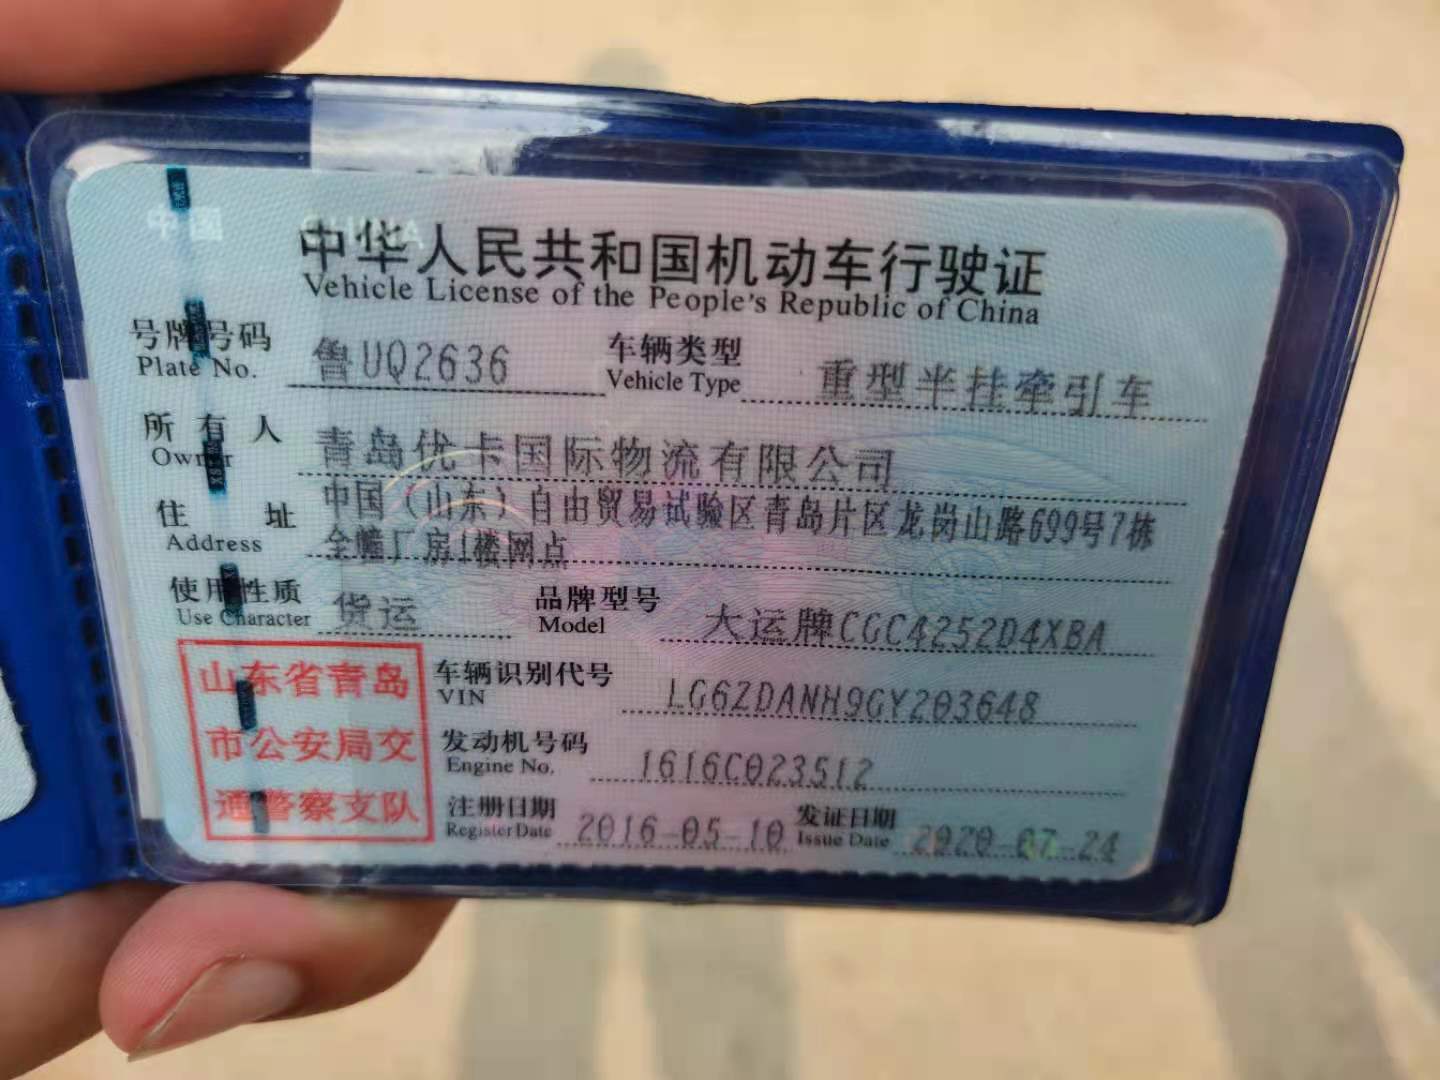 中国
中华人民共和国机动车行驶证
Vehicle License of the People's Republic of China
号牌号码 鲁UQ2636 车辆类型 重型半挂牵引车
Plate No. Vehicle Type
所有人 青岛优卡国际物流有限公司
Owner
住址 中国（山东）自由贸易试验区青岛片区龙岗山路699号7栋
Address 全幢厂房1楼网点
使用性质 货运 品牌型号 大运牌CGC4252D4XBA
Use Character Model
山东省青岛
市公安局交
通警察支队
车辆识别代号 LG6ZDANH9GY203648
VIN
发动机号码 1616C023512
Engine No.
注册日期 2016-05-10 发证日期 2020-07-24
Register Date Issue Date